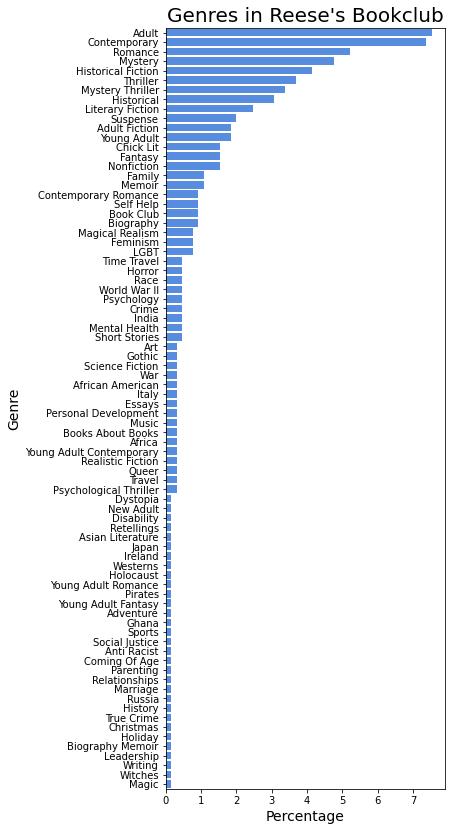 Genres in Reese's Bookclub
Adult
Contemporary
Romance
Mystery
Historical Fiction
Thriller
Mystery Thriller
Historical
Literary Fiction
Suspense
Adult Fiction
Young Adult
Chick Lit
Fantasy
Nonfiction
Family
Memoir
Contemporary Romance
Self Help
Book Club
Biography
Magical Realism
Feminism
LGBT
Time Travel
Horror
Race
World War II
Psychology
Crime
India
Mental Health
Short Stories
Art
Gothic
Science Fiction
War
African American
Italy
Essays
Personal Development
Music
Books About Books
Africa
Young Adult Contemporary
Realistic Fiction
Queer
Travel
Psychological Thriller
Dystopia
New Adult
Disability
Retellings
Asian Literature
Japan
Ireland
Westerns
Holocaust
Young Adult Romance
Pirates
Young Adult Fantasy
Adventure
Ghana
Sports
Social Justice
Anti Racist
Coming Of Age
Parenting
Relationships
Marriage
Russia
History
True Crime
Christmas
Holiday
Biography Memoir
Leadership
Writing
Witches
Magic
Genre
0 1 2 3 4 5 6 7
Percentage